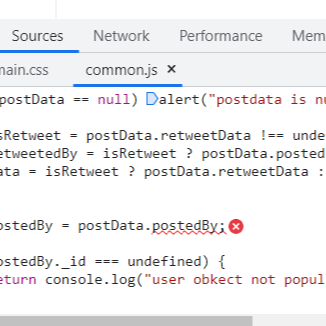 Sources Network Performance Mem
main.css common.js ×
postData == null) alert("postdata is nu
sRetweet = postData.retweetData !== unde
etweetedBy = isRetweet ? postData.posted
ata = isRetweet ? postData.retweetData :
ostedBy = postData.postedBy;
ostedBy._id === undefined) {
eturn console.log("user obkect not popul